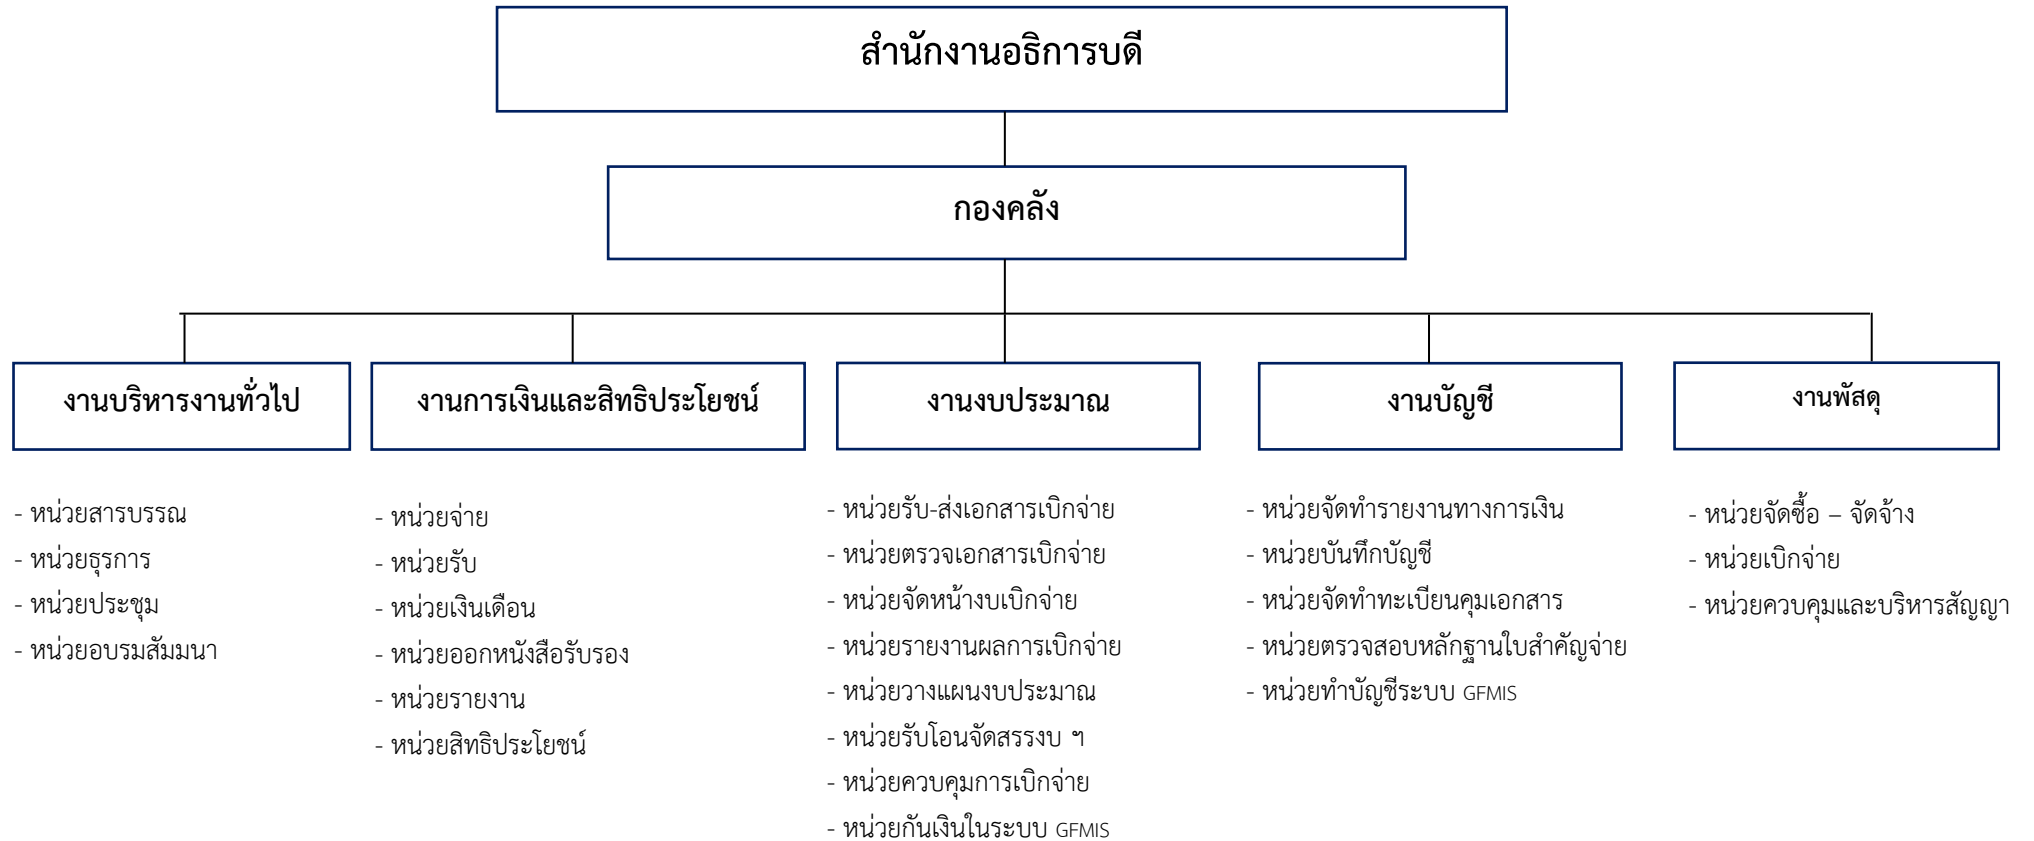 สำนักงานอธิการบดี
กองคลัง
งานบริหารงานทั่วไป
- หน่วยสารบรรณ
- หน่วยธุรการ
- หน่วยประชุม
- หน่วยอบรมสัมมนา
งานการเงินและสิทธิประโยชน์
- หน่วยจ่าย
- หน่วยรับ
- หน่วยเงินเดือน
- หน่วยออกหนังสือรับรอง
- หน่วยรายงาน
- หน่วยสิทธิประโยชน์
งานงบประมาณ
- หน่วยรับ-ส่งเอกสารเบิกจ่าย
- หน่วยตรวจเอกสารเบิกจ่าย
- หน่วยจัดหน้างบเบิกจ่าย
- หน่วยรายงานผลการเบิกจ่าย
- หน่วยวางแผนงบประมาณ
- หน่วยรับโอนจัดสรรงบ ฯ
- หน่วยควบคุมการเบิกจ่าย
- หน่วยกันเงินในระบบ GFMIS
งานบัญชี
- หน่วยจัดทำรายงานทางการเงิน
- หน่วยบันทึกบัญชี
- หน่วยจัดทำทะเบียนคุมเอกสาร
- หน่วยตรวจสอบหลักฐานใบสำคัญจ่าย
- หน่วยทำบัญชีระบบ GFMIS
งานพัสดุ
- หน่วยจัดซื้อ – จัดจ้าง
- หน่วยเบิกจ่าย
- หน่วยควบคุมและบริหารสัญญา